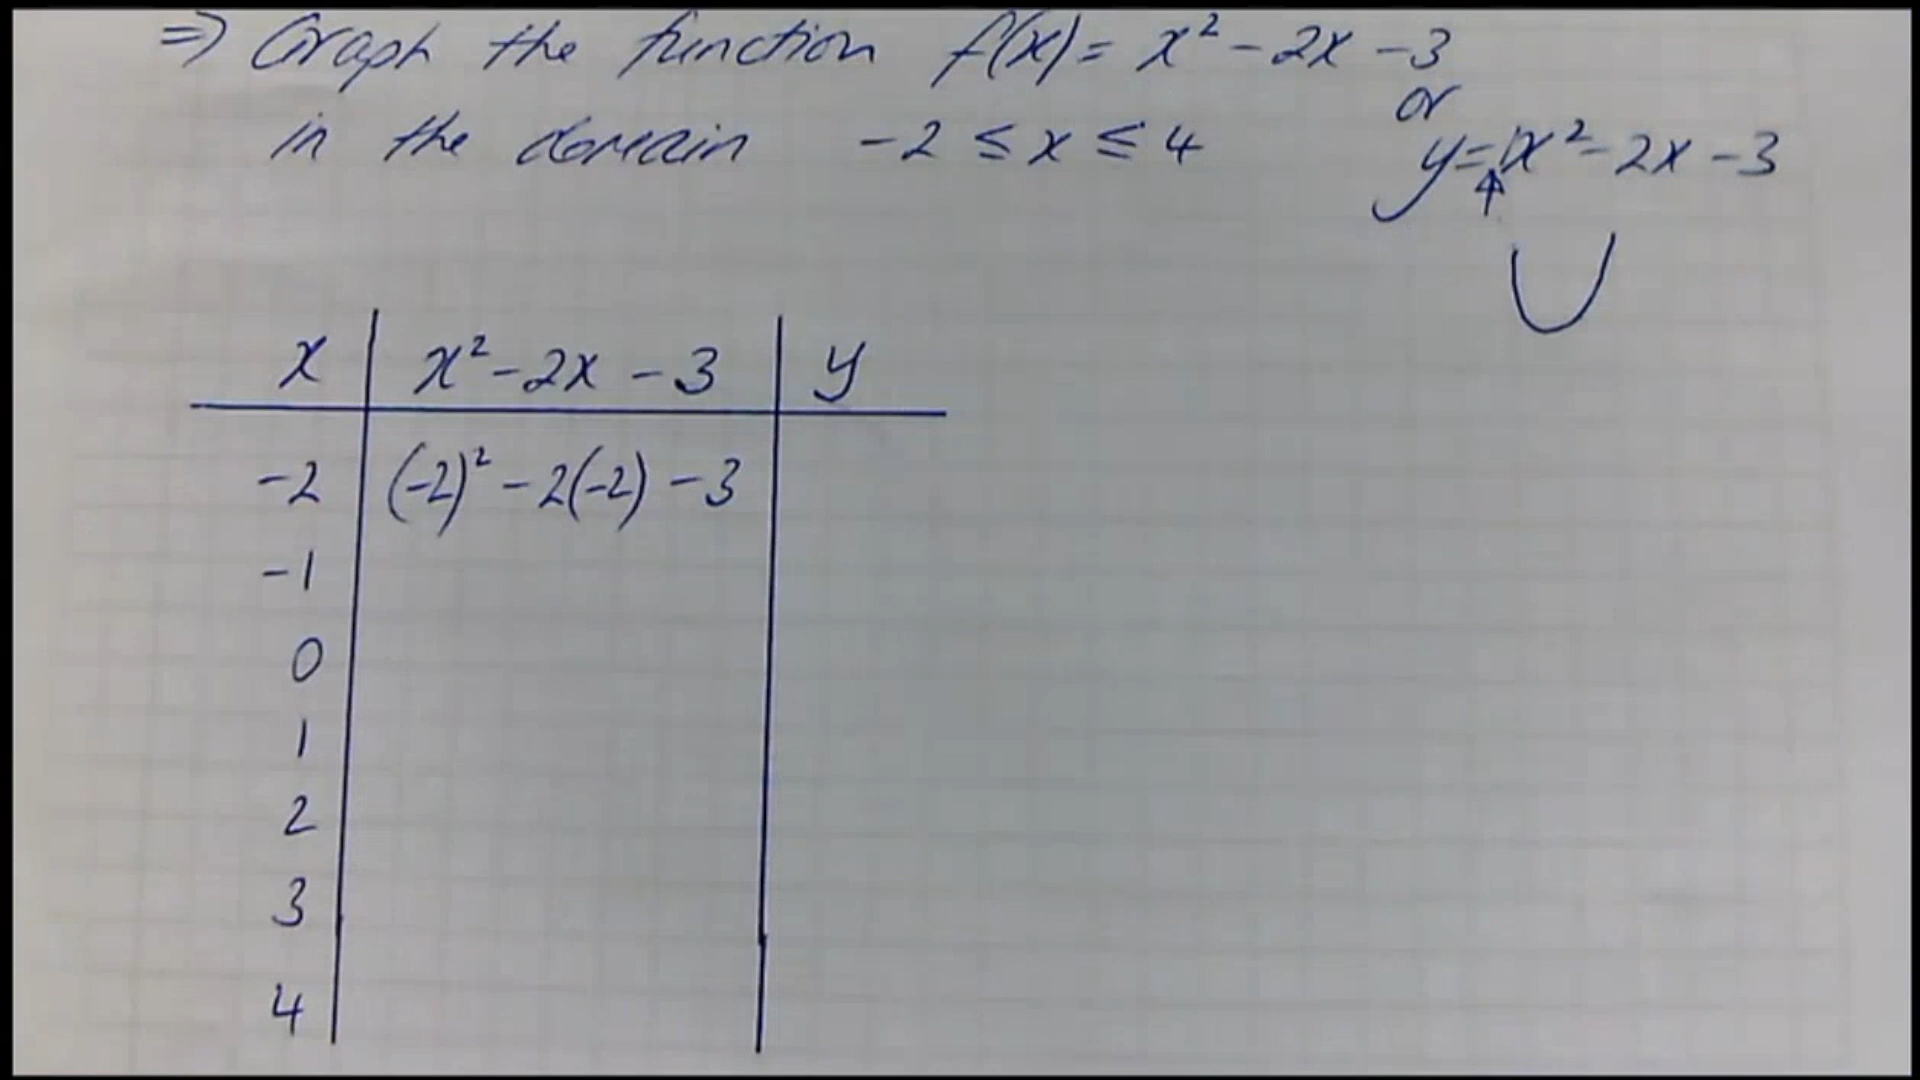 ⇒ Graph the function f(x) = x² - 2x - 3
or
in the domain -2 ≤ x ≤ 4
y = 1x² - 2x - 3
↑
x | x² - 2x - 3 | y
-2 | (-2)² - 2(-2) - 3
-1
0
1
2
3
4